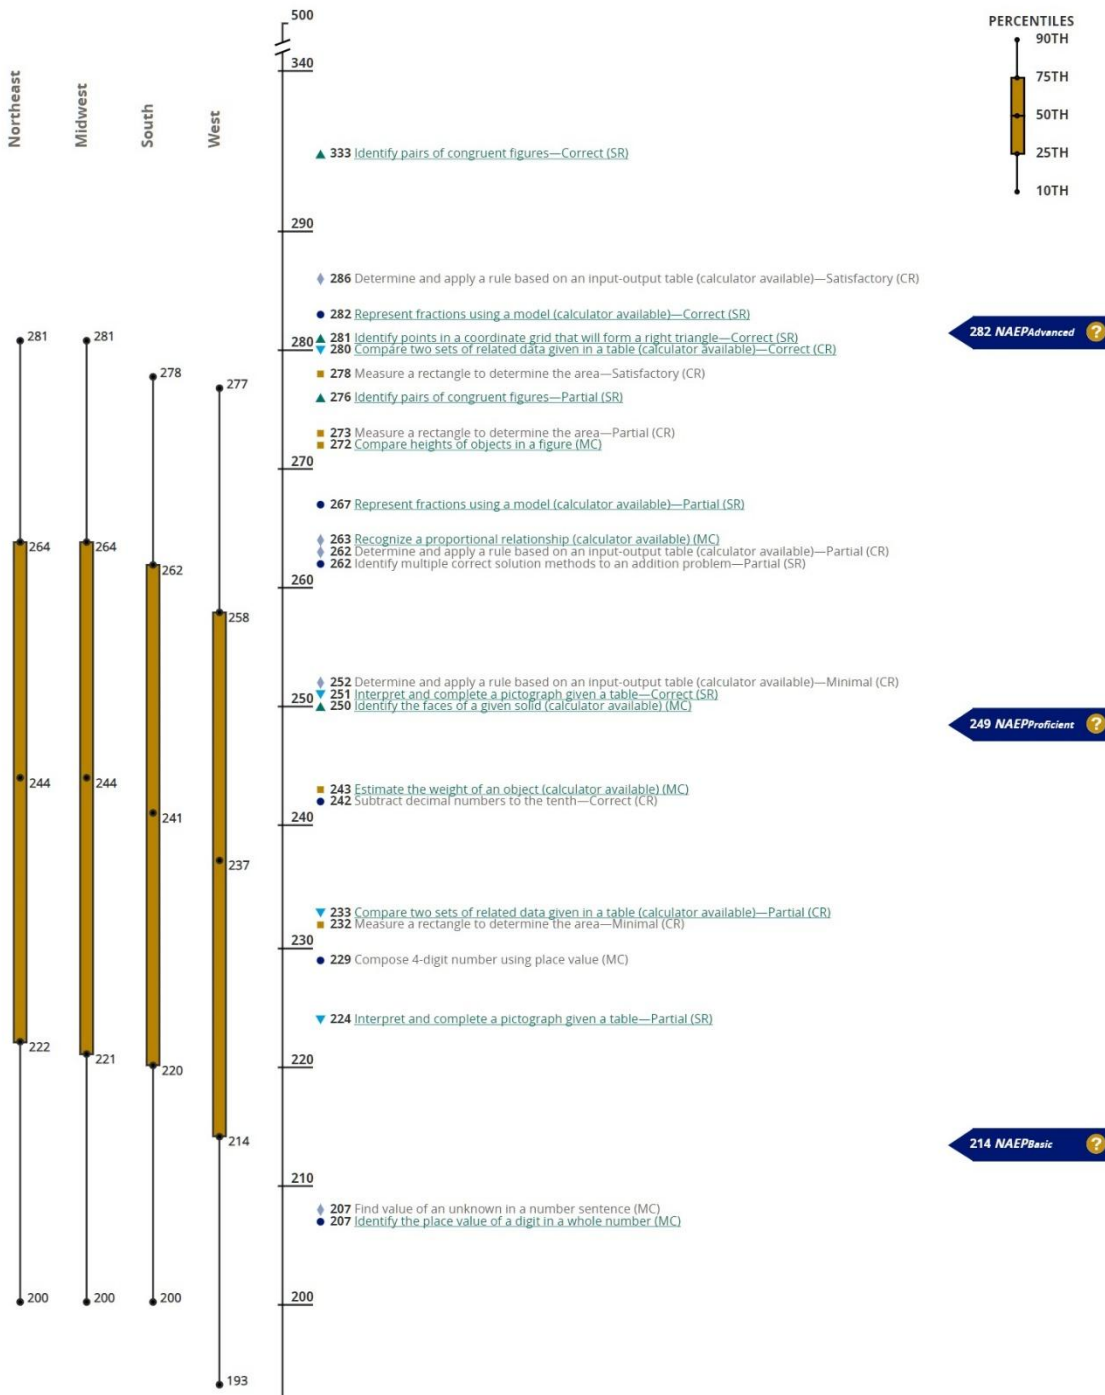 500
PERCENTILES
90TH
75TH
50TH
25TH
10TH
340
Northeast
Midwest
South
West
333 Identify pairs of congruent figures—Correct (SR)
290
286 Determine and apply a rule based on an input-output table (calculator available)—Satisfactory (CR)
282 Represent fractions using a model (calculator available)—Correct (SR)
282 NAEP Advanced ?
281
281
281 Identify points in a coordinate grid that will form a right triangle—Correct (SR)
280
280 Compare two sets of related data given in a table (calculator available)—Correct (CR)
278
278 Measure a rectangle to determine the area—Satisfactory (CR)
277
276 Identify pairs of congruent figures—Partial (SR)
273 Measure a rectangle to determine the area—Partial (CR)
272 Compare heights of objects in a figure (MC)
270
267 Represent fractions using a model (calculator available)—Partial (SR)
264
264
263 Recognize a proportional relationship (calculator available) (MC)
262 Determine and apply a rule based on an input-output table (calculator available)—Partial (CR)
262
262 Identify multiple correct solution methods to an addition problem—Partial (SR)
260
258
252 Determine and apply a rule based on an input-output table (calculator available)—Minimal (CR)
251 Interpret and complete a pictograph given a table—Correct (SR)
250
250 Identify the faces of a given solid (calculator available) (MC)
249 NAEP Proficient ?
244
244
243 Estimate the weight of an object (calculator available) (MC)
242 Subtract decimal numbers to the tenth—Correct (CR)
241
240
237
233 Compare two sets of related data given in a table (calculator available)—Partial (CR)
232 Measure a rectangle to determine the area—Minimal (CR)
230
229 Compose 4-digit number using place value (MC)
224 Interpret and complete a pictograph given a table—Partial (SR)
222
221
220
220
214
214 NAEP Basic ?
210
207 Find value of an unknown in a number sentence (MC)
207 Identify the place value of a digit in a whole number (MC)
200
200
200
200
193